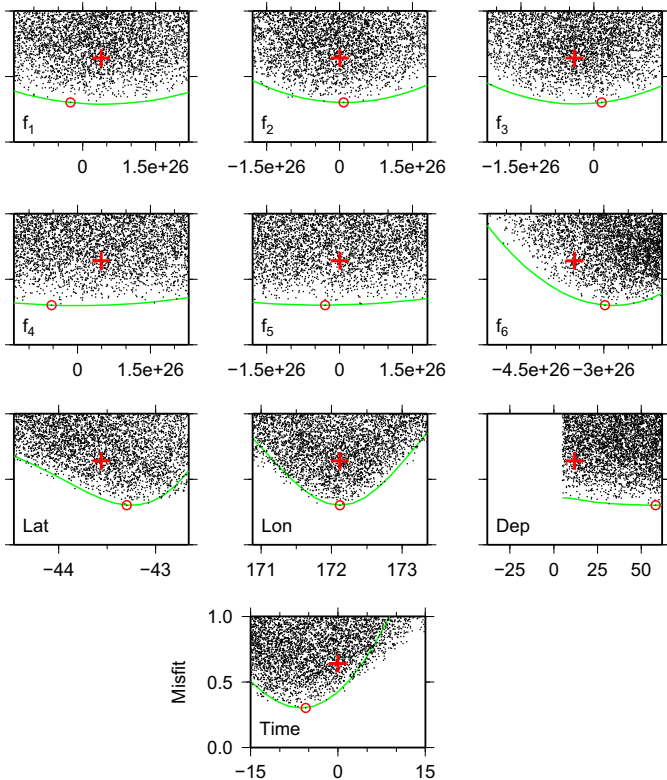 f1
f2
f3
0 1.5e+26
−1.5e+26 0 1.5e+26
−1.5e+26 0
f4
f5
f6
0 1.5e+26
−1.5e+26 0 1.5e+26
−4.5e+26 −3e+26
Lat
Lon
Dep
−44 −43
171 172 173
−25 0 25 50
1.0
Misfit
0.5
Time
0.0
−15 0 15